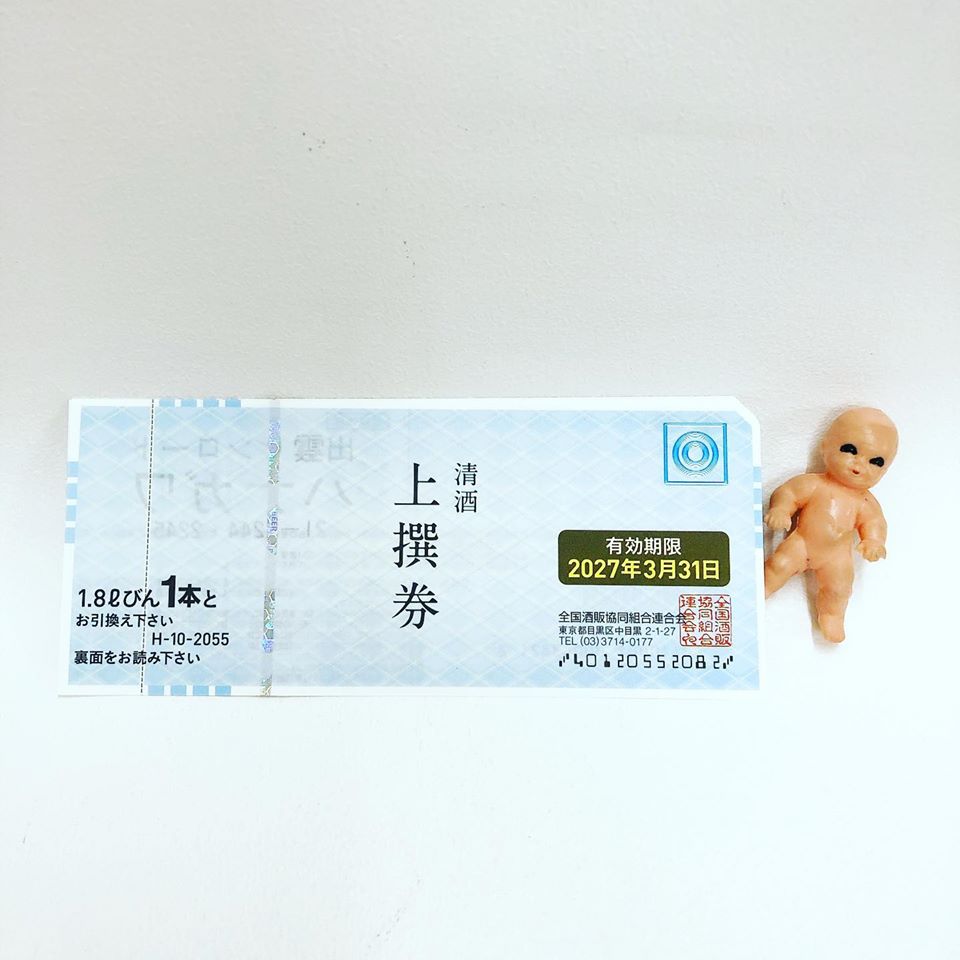 清酒
上撰券
有効期限
2027年3月31日
1.8ℓびん1本と
お引換え下さい
H-10-2055
裏面をお読み下さい
全国酒販協同組合連合会
東京都目黒区中目黒 2-1-27
TEL (03)3714-0177
40120552082
全国酒販
協同組合